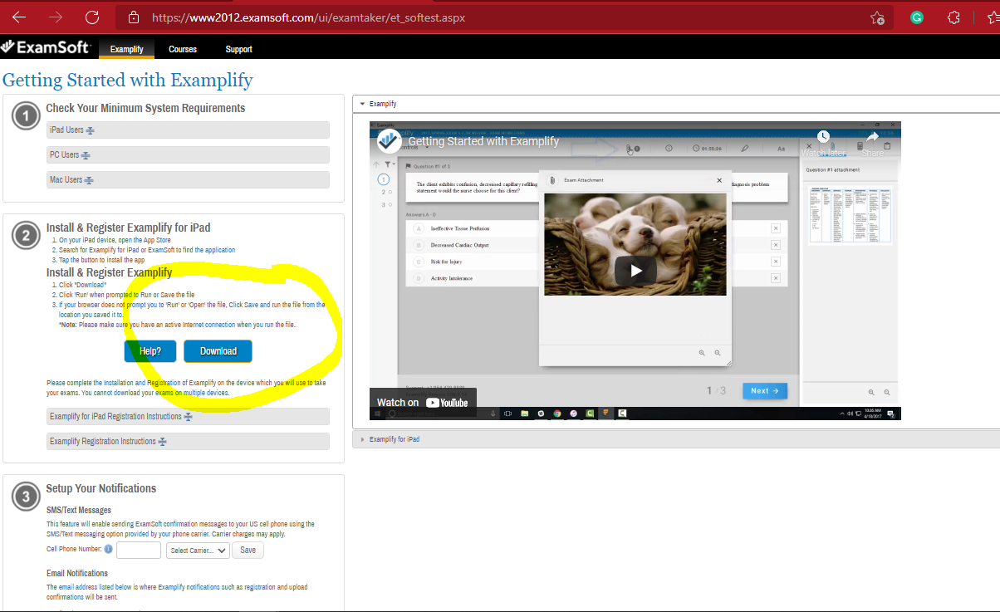 https://www2012.examsoft.com/ui/examtaker/et_softest.aspx
ExamSoft
Examplify
Courses
Support
Getting Started with Examplify
1
Check Your Minimum System Requirements
iPad Users
PC Users
Mac Users
2
Install & Register Examplify for iPad
1. On your iPad device, open the App Store
2. Search for Examplify for iPad or ExamSoft to find the application
3. Tap the button to install the app
Install & Register Examplify
1. Click "Download"
2. Click 'Run' when prompted to Run or Save the file
3. If your browser does not prompt you to 'Run' or 'Open' the file, Click Save and run the file from the
location you saved it to.
*Note: Please make sure you have an active Internet connection when you run the file.
Help?
Download
Please complete the Installation and Registration of Examplify on the device which you will use to take
your exams. You cannot download your exams on multiple devices.
Examplify for iPad Registration Instructions
Examplify Registration Instructions
3
Setup Your Notifications
SMS/Text Messages
This feature will enable sending ExamSoft confirmation messages to your US cell phone using the
SMS/Text messaging option provided by your phone carrier. Carrier charges may apply.
Cell Phone Number:
Select Carrier...
Save
Email Notifications
The email address listed below is where Examplify notifications such as registration and upload
confirmations will be sent.
Examplify
Getting Started with Examplify
Watch later
Share
01:35:26
Aa
Question #1 of 3
1
2
3
The client exhibits confusion, decreased capillary refilling
diagnosis problem
statement would the nurse choose for this client?
Exam Attachment
Answers A - D
A Ineffective Tissue Perfusion
B Decreased Cardiac Output
C Risk for Injury
D Activity Intolerance
Question #1 attachment
1 / 3
Next
Watch on YouTube
10:36 AM
4/18/2017
Examplify for iPad